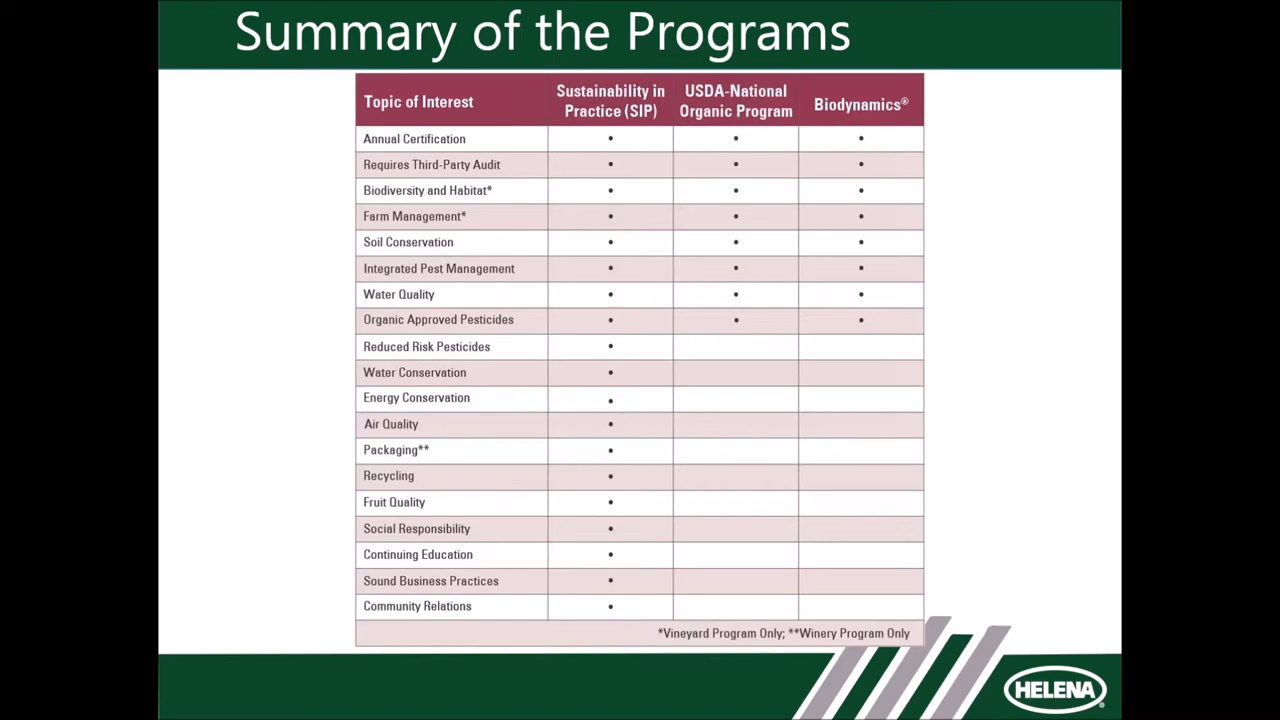 Summary of the Programs
Topic of Interest
Sustainability in Practice (SIP)
USDA-National Organic Program
Biodynamics®
Annual Certification • • •
Requires Third-Party Audit • • •
Biodiversity and Habitat* • • •
Farm Management* • • •
Soil Conservation • • •
Integrated Pest Management • • •
Water Quality • • •
Organic Approved Pesticides • • •
Reduced Risk Pesticides •
Water Conservation •
Energy Conservation •
Air Quality •
Packaging** •
Recycling •
Fruit Quality •
Social Responsibility •
Continuing Education •
Sound Business Practices •
Community Relations •
*Vineyard Program Only; **Winery Program Only
HELENA®